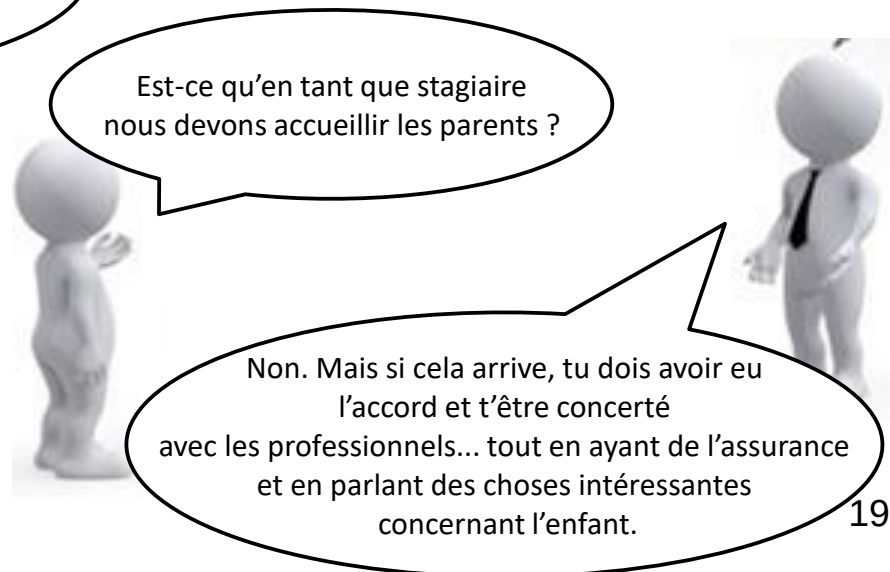 Est-ce qu’en tant que stagiaire
nous devons accueillir les parents ?
Non. Mais si cela arrive, tu dois avoir eu
l’accord et t’être concerté
avec les professionnels... tout en ayant de l’assurance
et en parlant des choses intéressantes
concernant l’enfant.
19